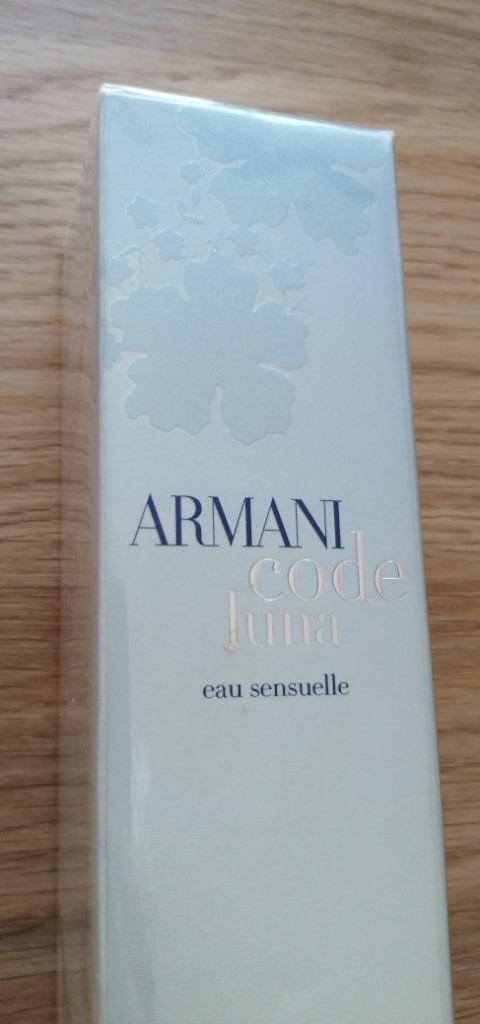 ARMANI
code
luna
eau sensuelle